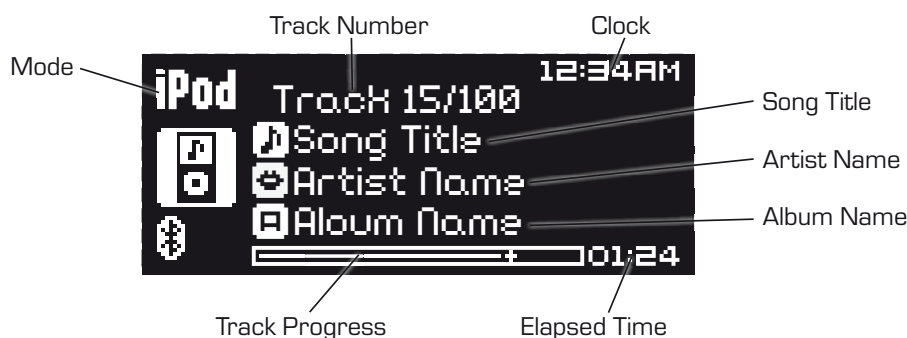 Track Number
Clock
Mode
12:34AM
iPod
Track 15/100
Song Title
Song Title
Artist Name
Artist Name
A Aloum Name
Album Name
01:24
Track Progress
Elapsed Time